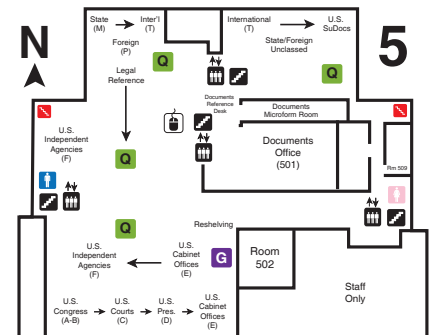 N
5
State
(M)
Inter'l
(T)
International
(T)
U.S.
SuDocs
Foreign
(P)
State/Foreign
Unclassed
Legal
Reference
Q
Q
Documents
Reference
Desk
Documents
Microform Room
U.S.
Independent
Agencies
(F)
Documents
Office
(501)
Q
Rm 509
Q
Reshelving
U.S.
Independent
Agencies
(F)
U.S.
Cabinet
Offices
(E)
G
Room
502
Staff
Only
U.S.
Congress
(A-B)
U.S.
Courts
(C)
U.S.
Pres.
(D)
U.S.
Cabinet
Offices
(E)